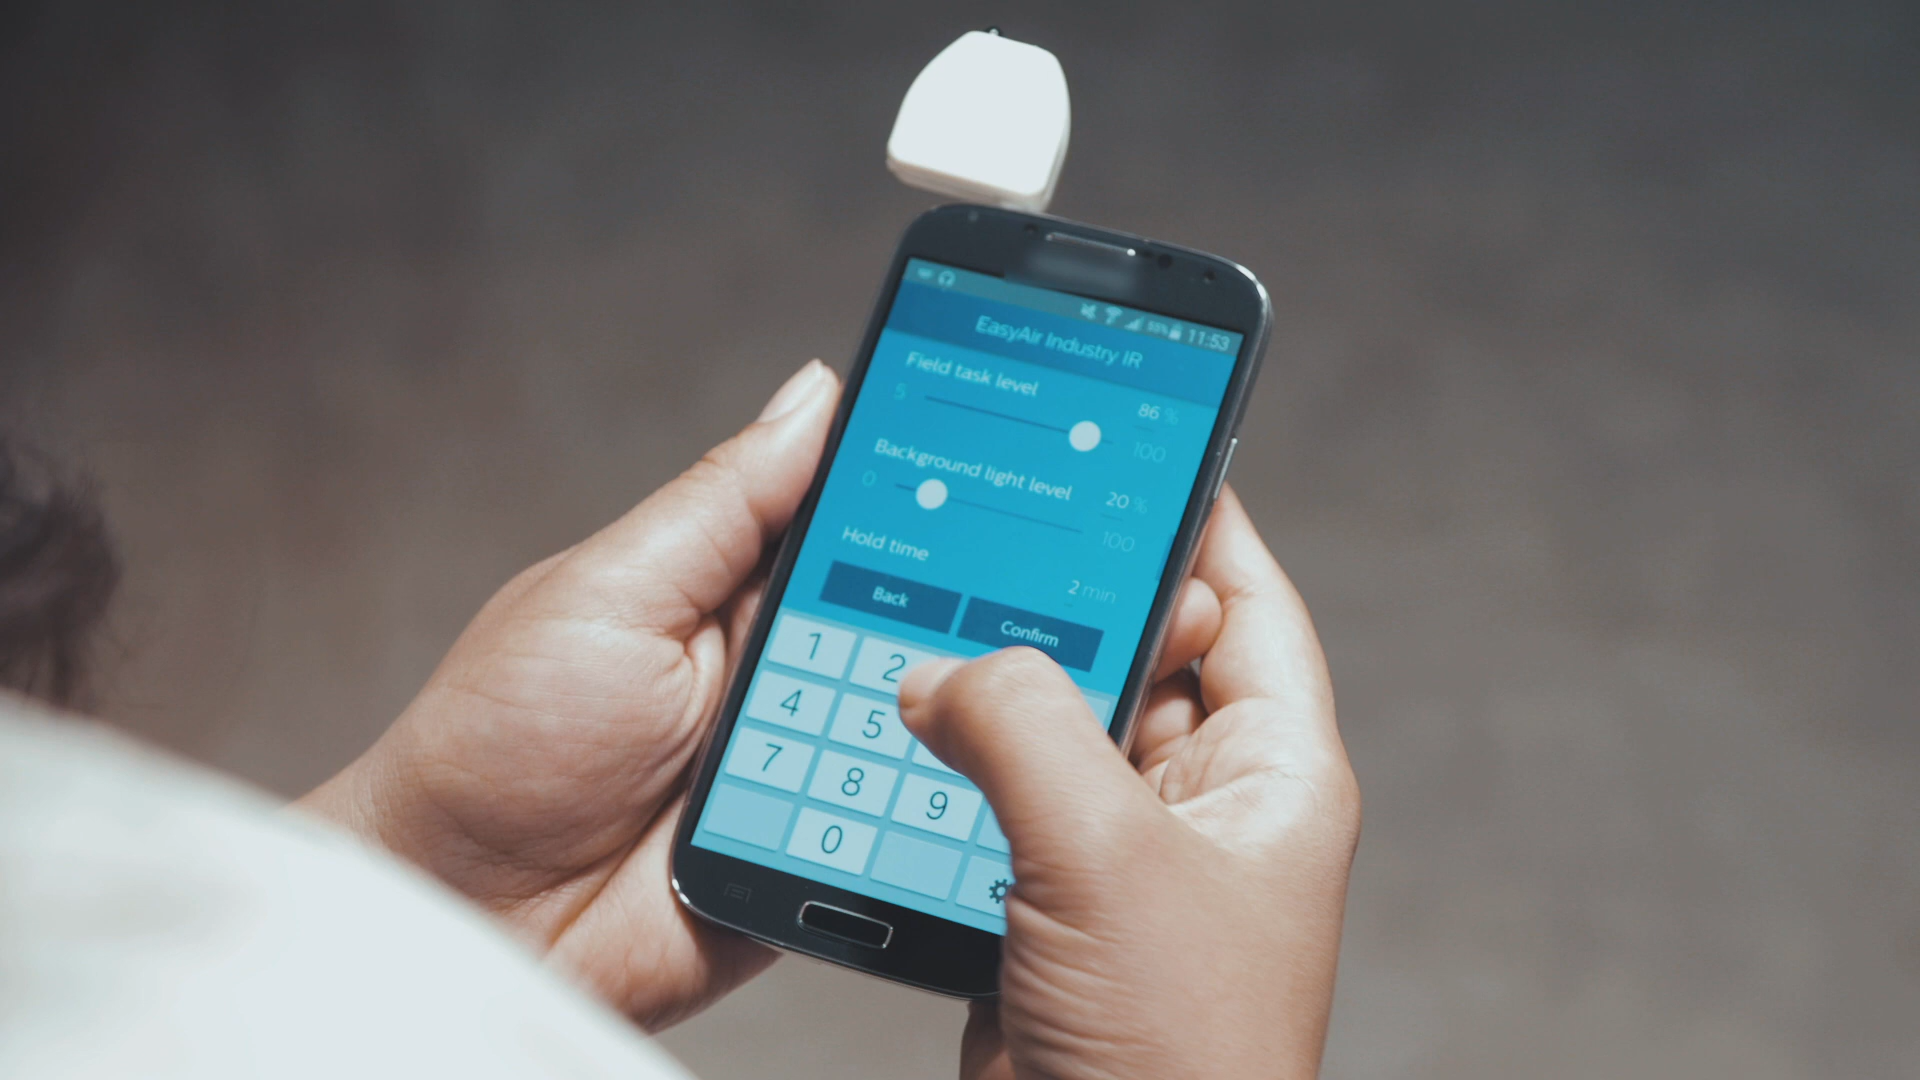 55% 11:53
EasyAir Industry IR
Field task level
86 %
5
100
Background light level
20 %
0
100
Hold time
2 min
Back Confirm
1 2
4 5
7 8 9
0